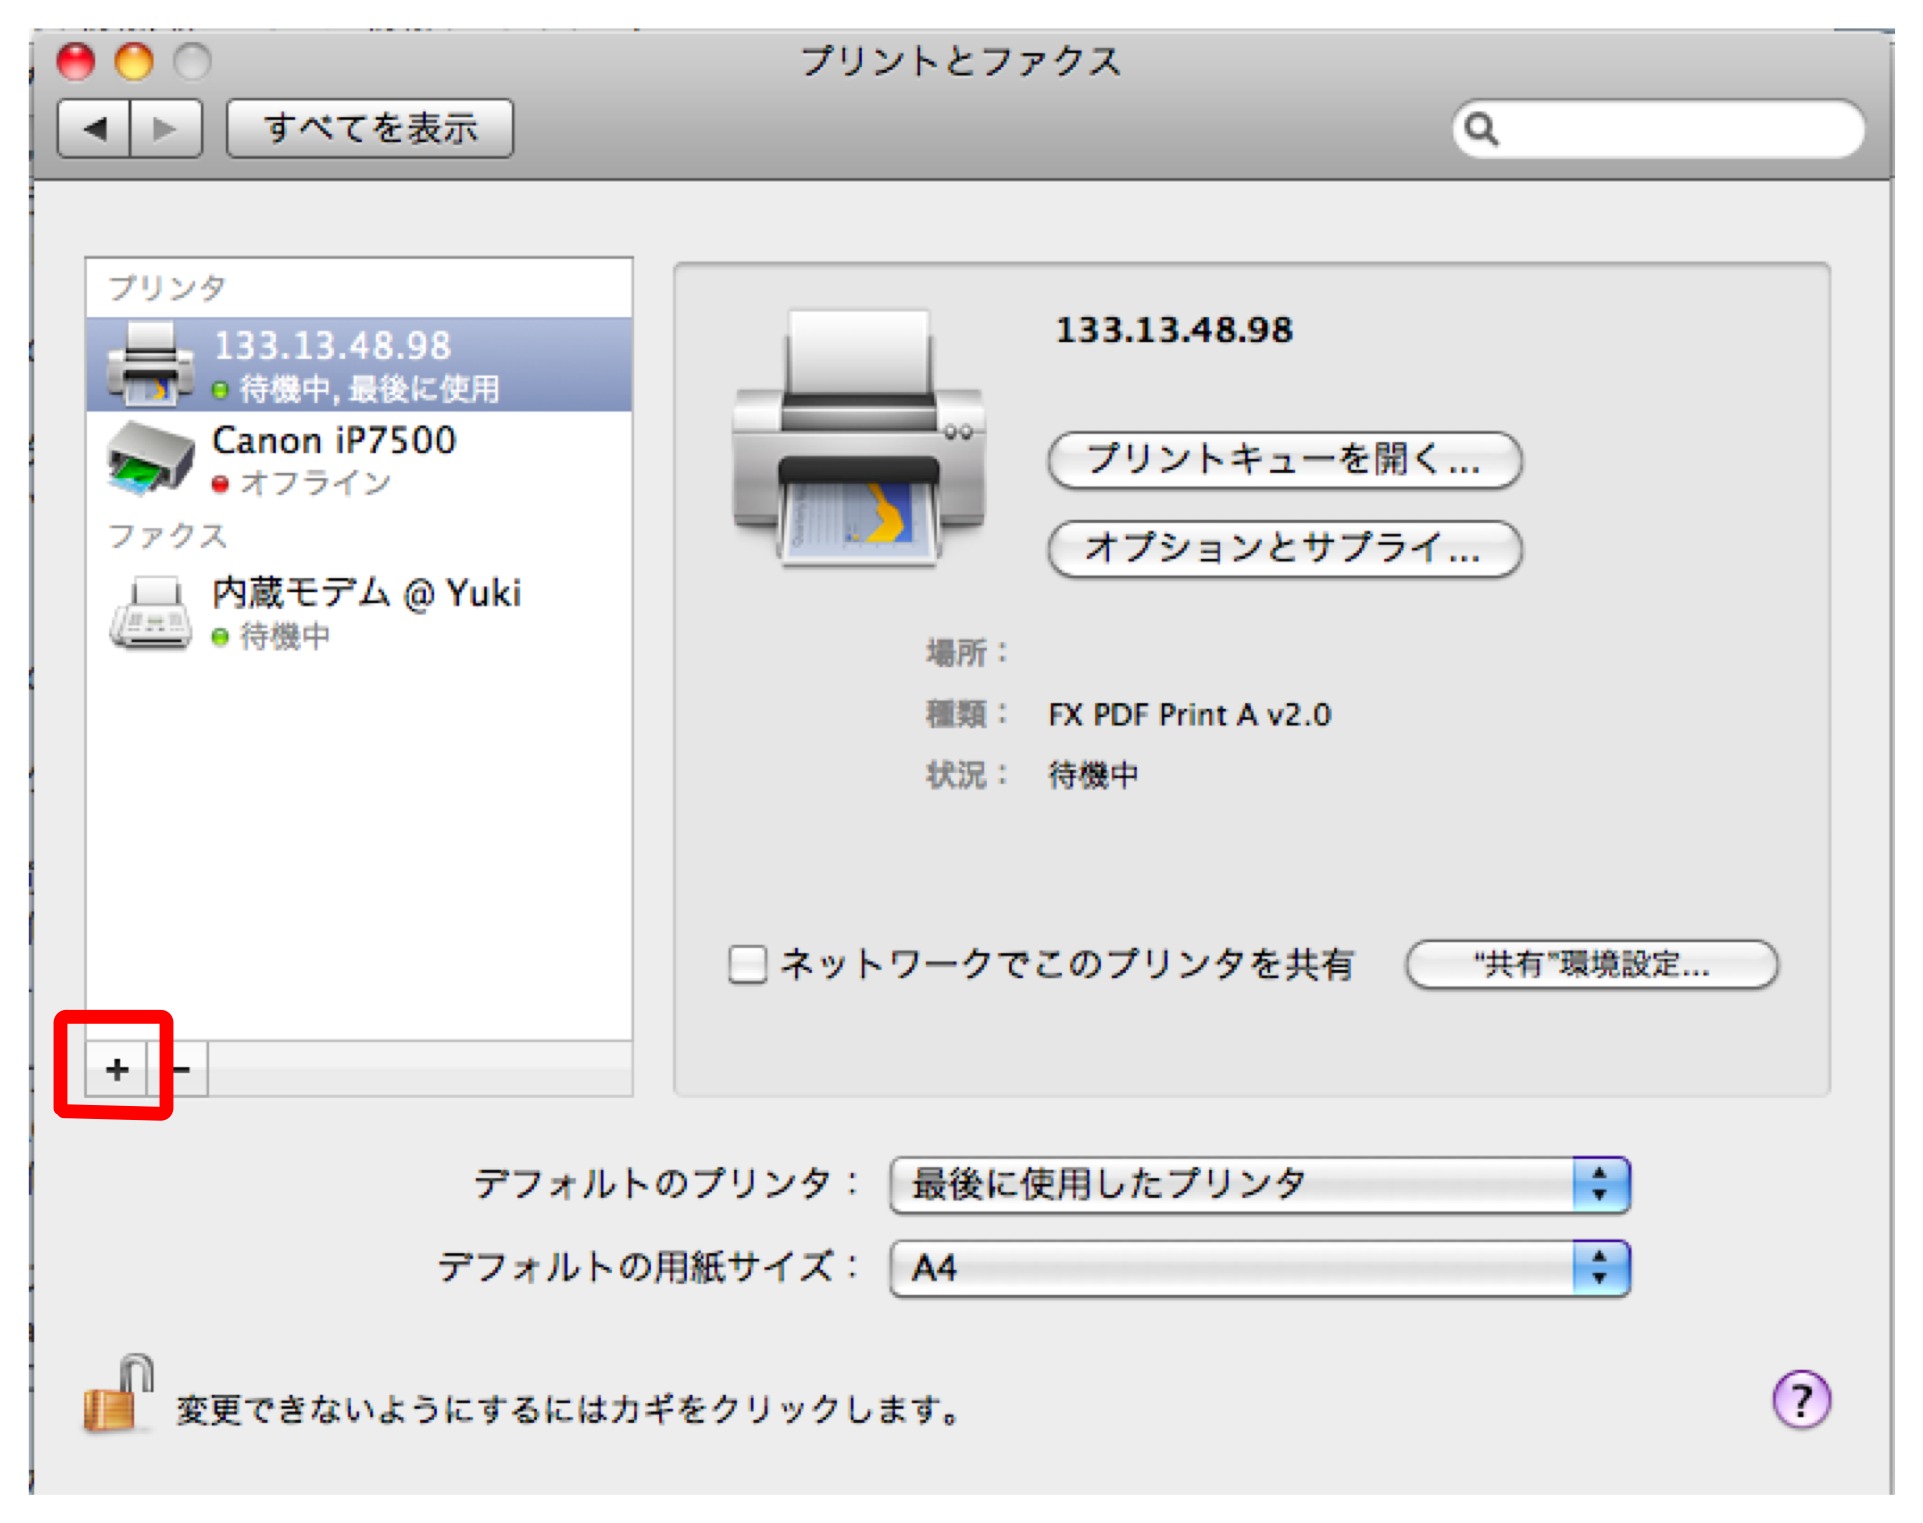 プリントとファクス
すべてを表示
プリンタ
133.13.48.98
待機中, 最後に使用
Canon iP7500
オフライン
ファクス
内蔵モデム @ Yuki
待機中
133.13.48.98
プリントキューを開く...
オプションとサプライ...
場所：
種類： FX PDF Print A v2.0
状況： 待機中
ネットワークでこのプリンタを共有
“共有”環境設定...
+ −
デフォルトのプリンタ： 最後に使用したプリンタ
デフォルトの用紙サイズ： A4
変更できないようにするにはカギをクリックします。
?